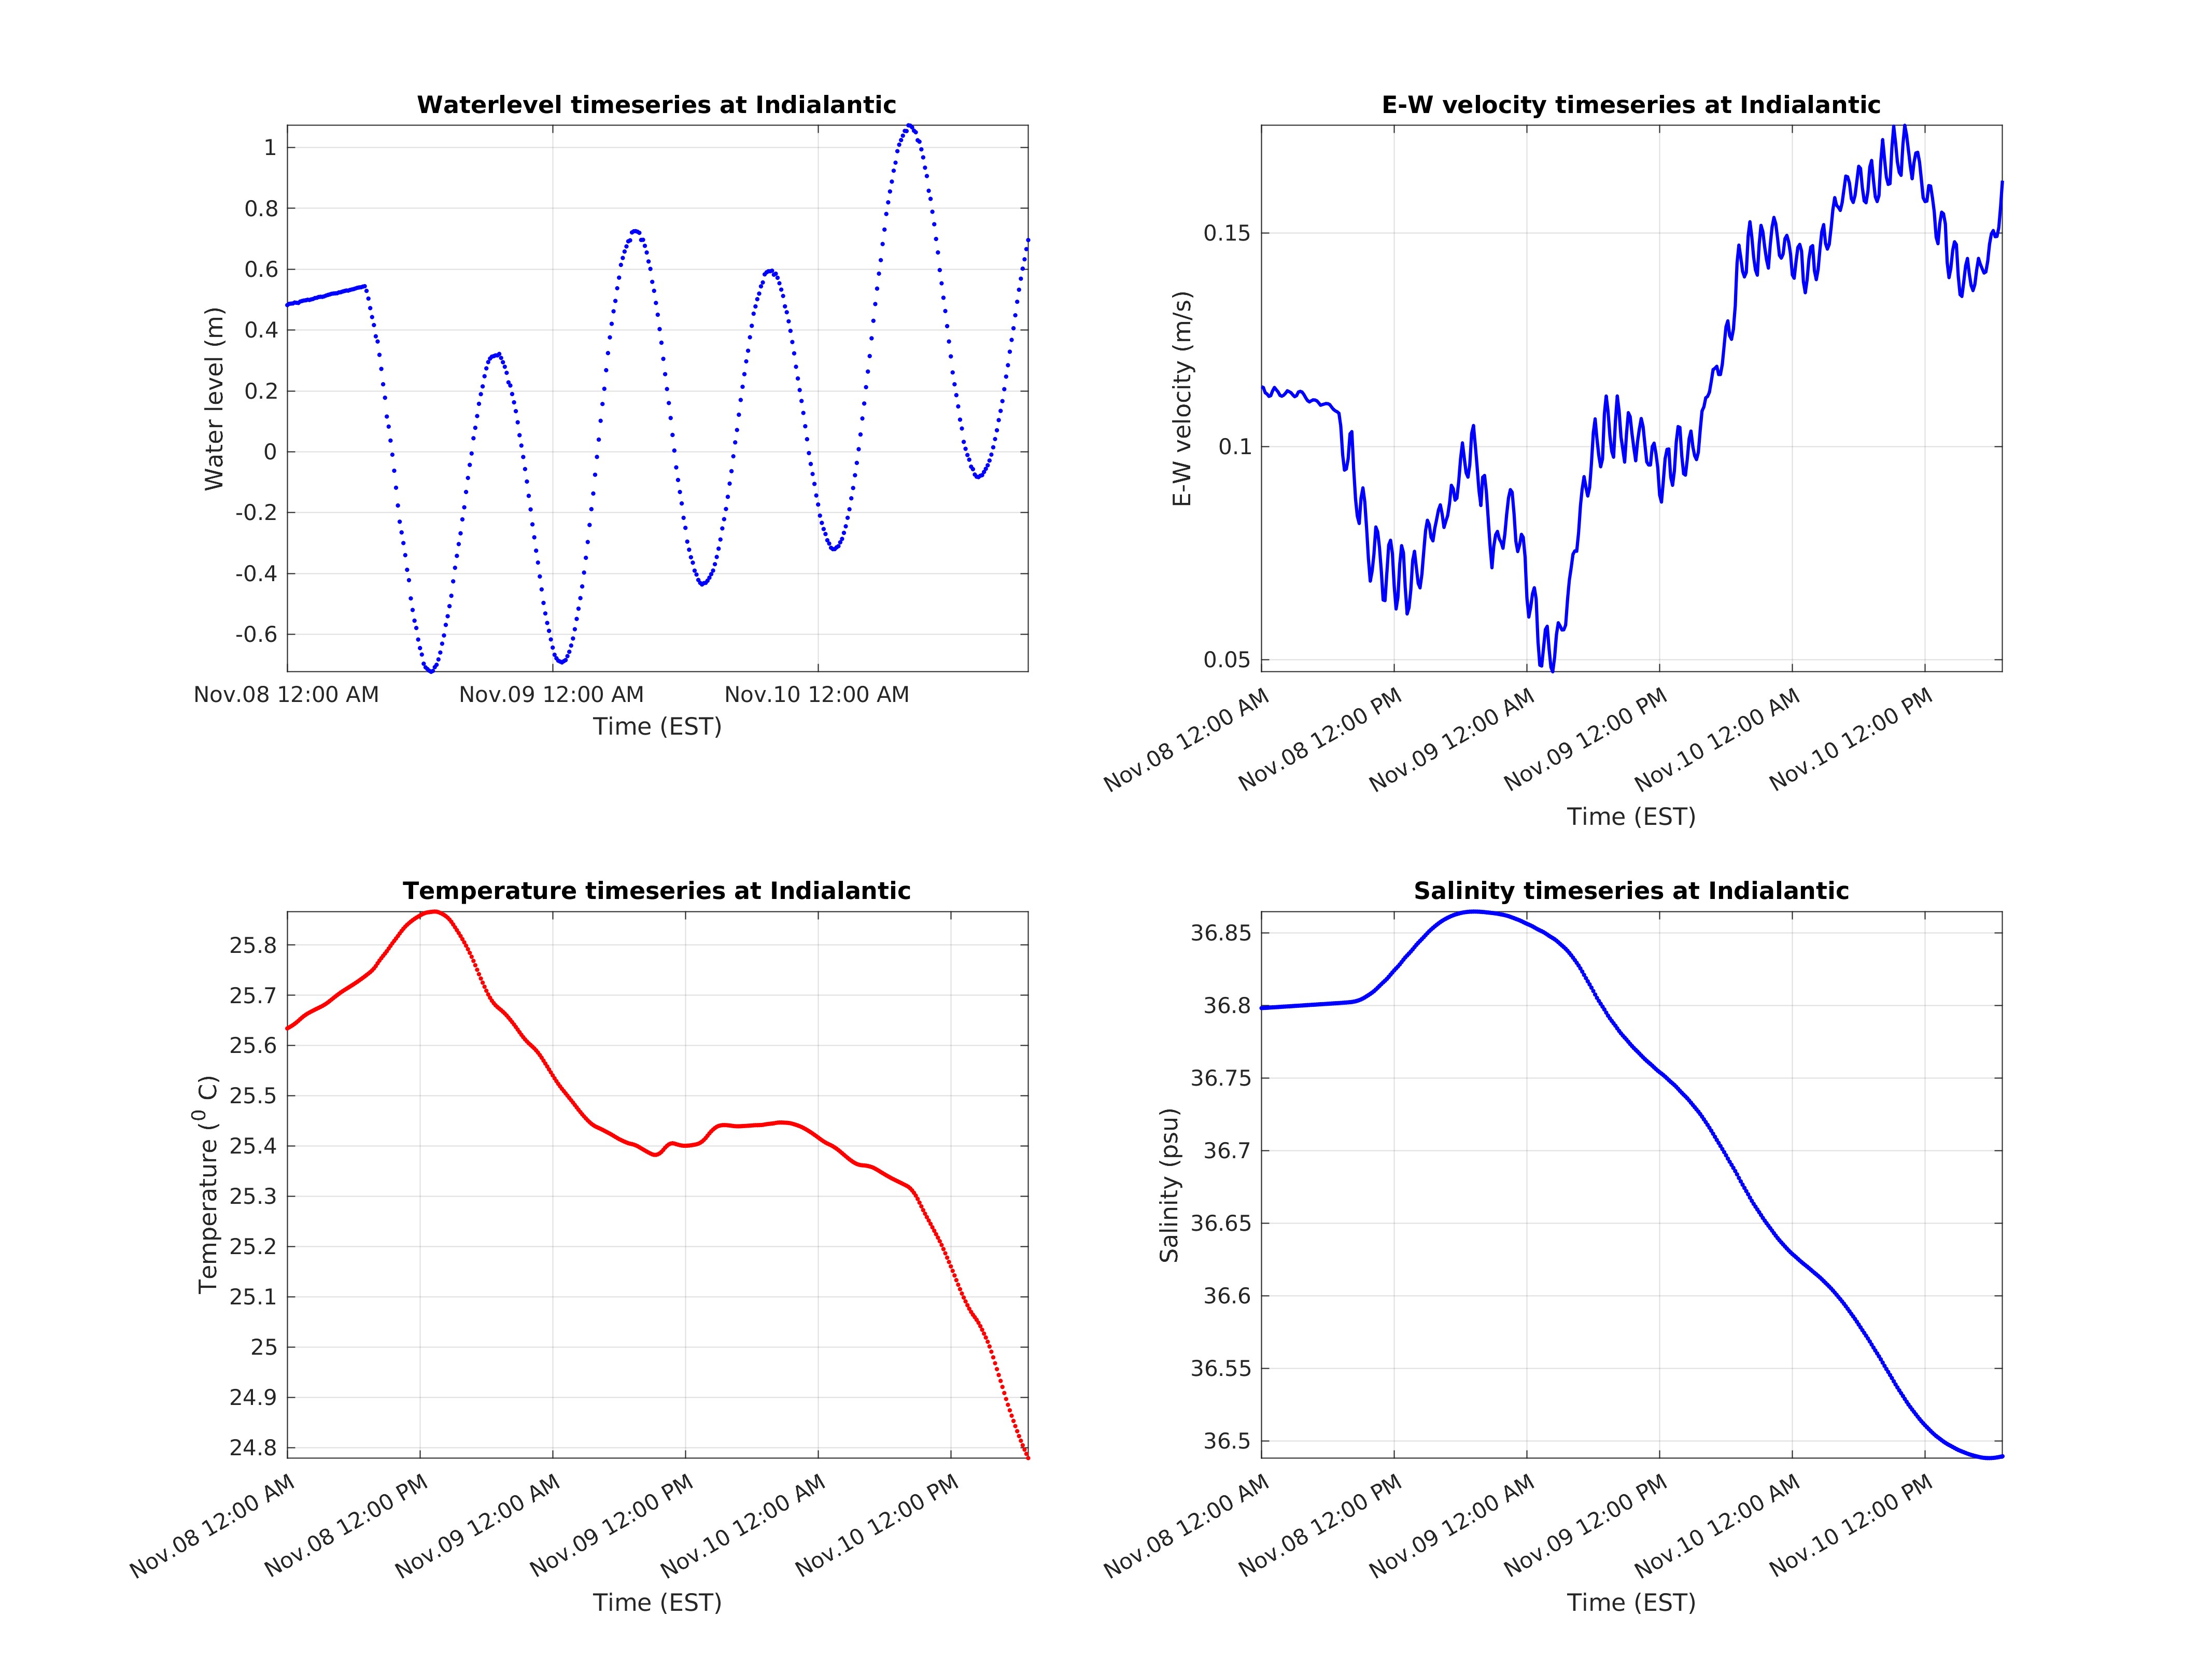 Waterlevel timeseries at Indialantic
1
0.8
0.6
0.4
0.2
0
-0.2
-0.4
-0.6
Water level (m)
Nov.08 12:00 AM Nov.09 12:00 AM Nov.10 12:00 AM
Time (EST)
E-W velocity timeseries at Indialantic
0.15
0.1
0.05
E-W velocity (m/s)
Nov.08 12:00 AM
Nov.08 12:00 PM
Nov.09 12:00 AM
Nov.09 12:00 PM
Nov.10 12:00 AM
Nov.10 12:00 PM
Time (EST)
Temperature timeseries at Indialantic
25.8
25.7
25.6
25.5
25.4
25.3
25.2
25.1
25
24.9
24.8
Temperature (⁰ C)
Nov.08 12:00 AM
Nov.08 12:00 PM
Nov.09 12:00 AM
Nov.09 12:00 PM
Nov.10 12:00 AM
Nov.10 12:00 PM
Time (EST)
Salinity timeseries at Indialantic
36.85
36.8
36.75
36.7
36.65
36.6
36.55
36.5
Salinity (psu)
Nov.08 12:00 AM
Nov.08 12:00 PM
Nov.09 12:00 AM
Nov.09 12:00 PM
Nov.10 12:00 AM
Nov.10 12:00 PM
Time (EST)